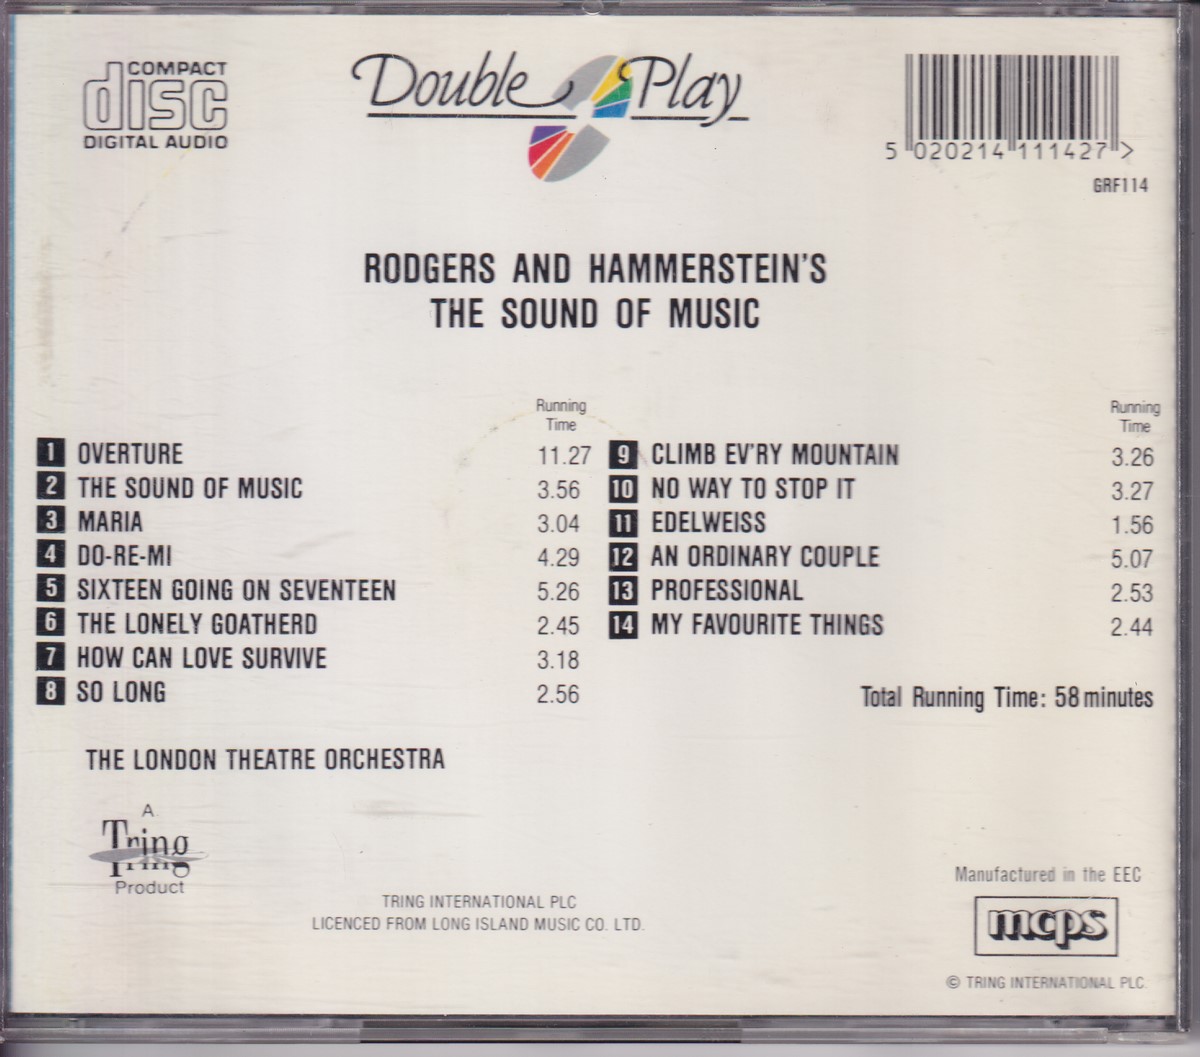 COMPACT
disc
DIGITAL AUDIO
Double Play
5 020214 111427 >
GRF114
RODGERS AND HAMMERSTEIN'S
THE SOUND OF MUSIC
Running
Time
1 OVERTURE 11.27
2 THE SOUND OF MUSIC 3.56
3 MARIA 3.04
4 DO-RE-MI 4.29
5 SIXTEEN GOING ON SEVENTEEN 5.26
6 THE LONELY GOATHERD 2.45
7 HOW CAN LOVE SURVIVE 3.18
8 SO LONG 2.56
Running
Time
9 CLIMB EV'RY MOUNTAIN 3.26
10 NO WAY TO STOP IT 3.27
11 EDELWEISS 1.56
12 AN ORDINARY COUPLE 5.07
13 PROFESSIONAL 2.53
14 MY FAVOURITE THINGS 2.44
Total Running Time: 58 minutes
THE LONDON THEATRE ORCHESTRA
A
Tring
Product
TRING INTERNATIONAL PLC
LICENCED FROM LONG ISLAND MUSIC CO. LTD.
Manufactured in the EEC
mcps
© TRING INTERNATIONAL PLC.